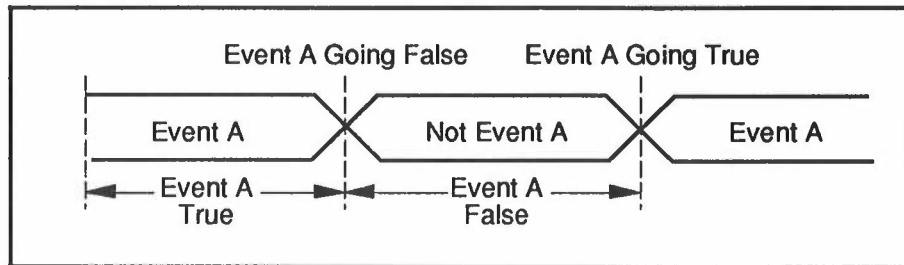 Event A Going False Event A Going True
Event A Not Event A Event A
Event A Event A
True False